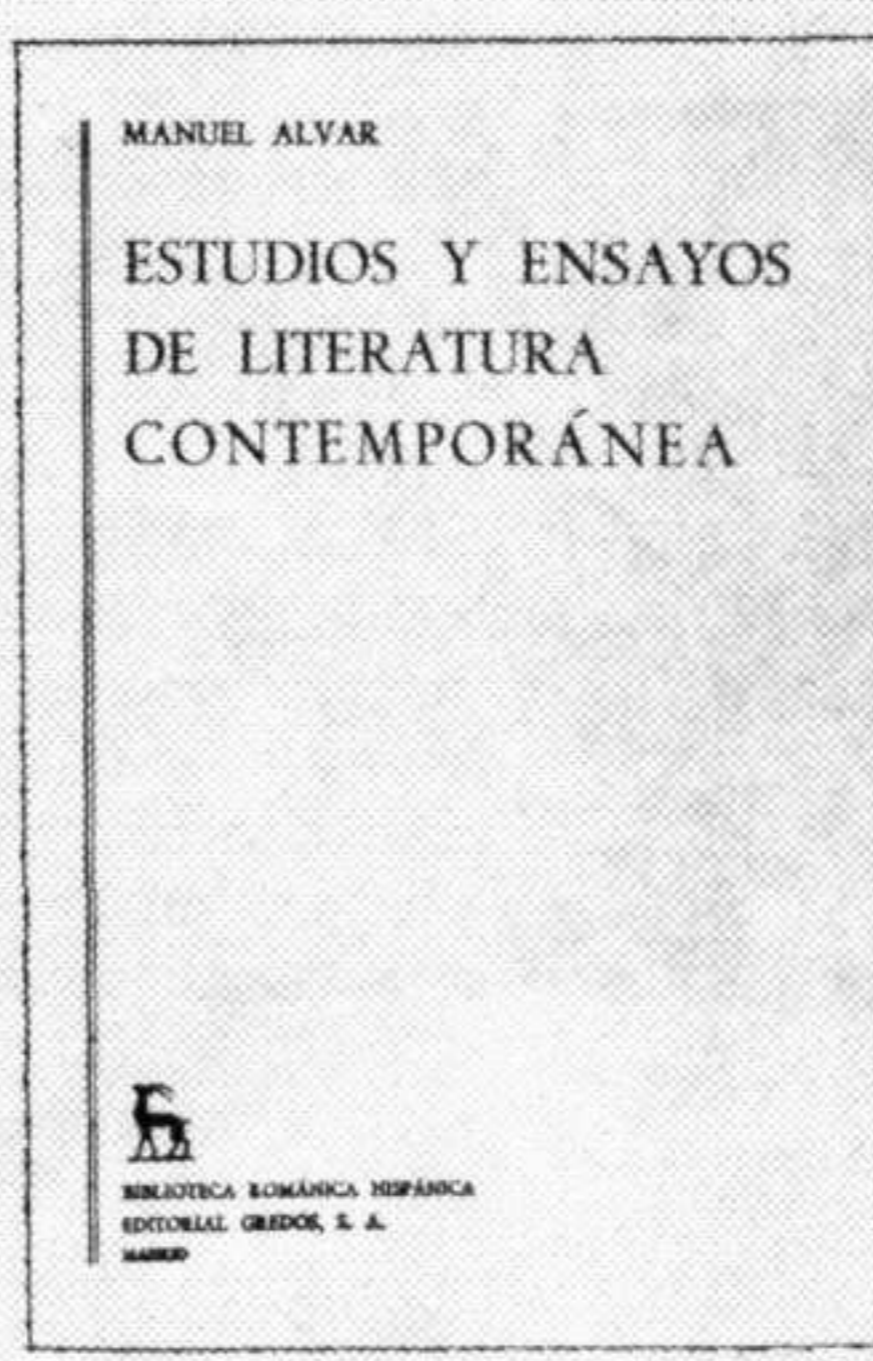 MANUEL ALVAR
ESTUDIOS Y ENSAYOS
DE LITERATURA
CONTEMPORÁNEA
BIBLIOTECA ROMÁNICA HISPÁNICA
EDITORIAL GREDOS, S. A.
MADRID